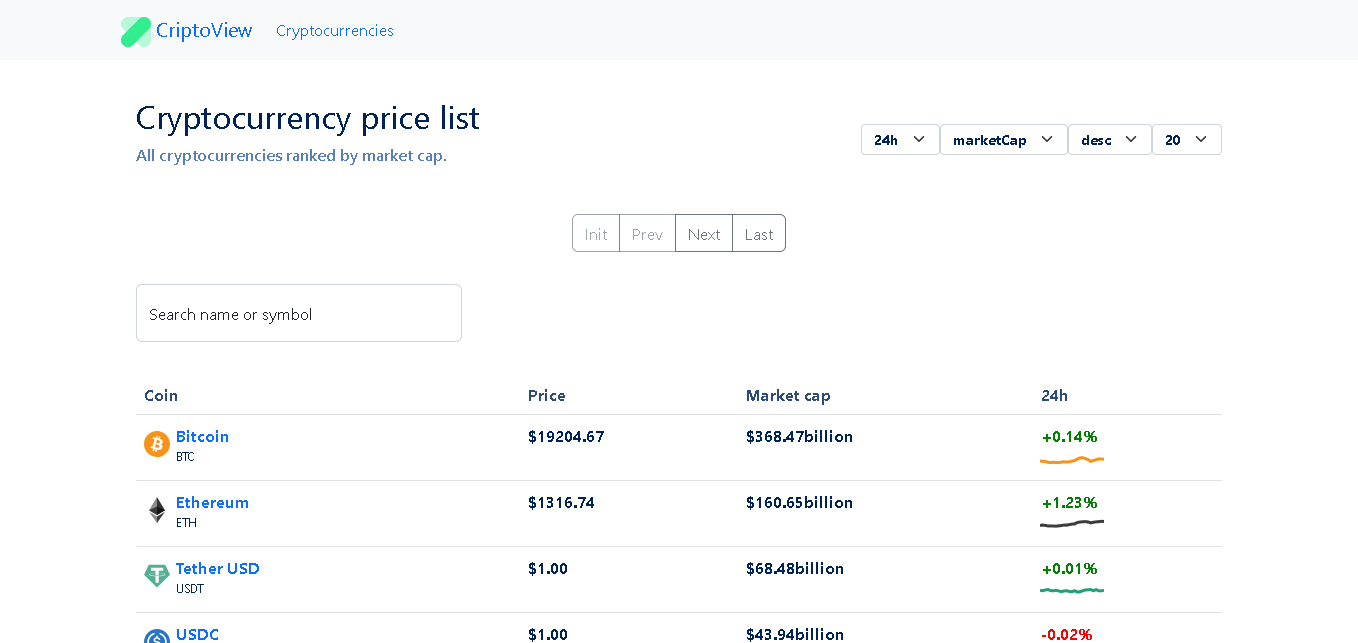 CriptoView Cryptocurrencies
Cryptocurrency price list
All cryptocurrencies ranked by market cap.
24h marketCap desc 20
Init Prev Next Last
Search name or symbol
Coin Price Market cap 24h
Bitcoin $19204.67 $368.47billion +0.14%
BTC
Ethereum $1316.74 $160.65billion +1.23%
ETH
Tether USD $1.00 $68.48billion +0.01%
USDT
USDC $1.00 $43.94billion -0.02%